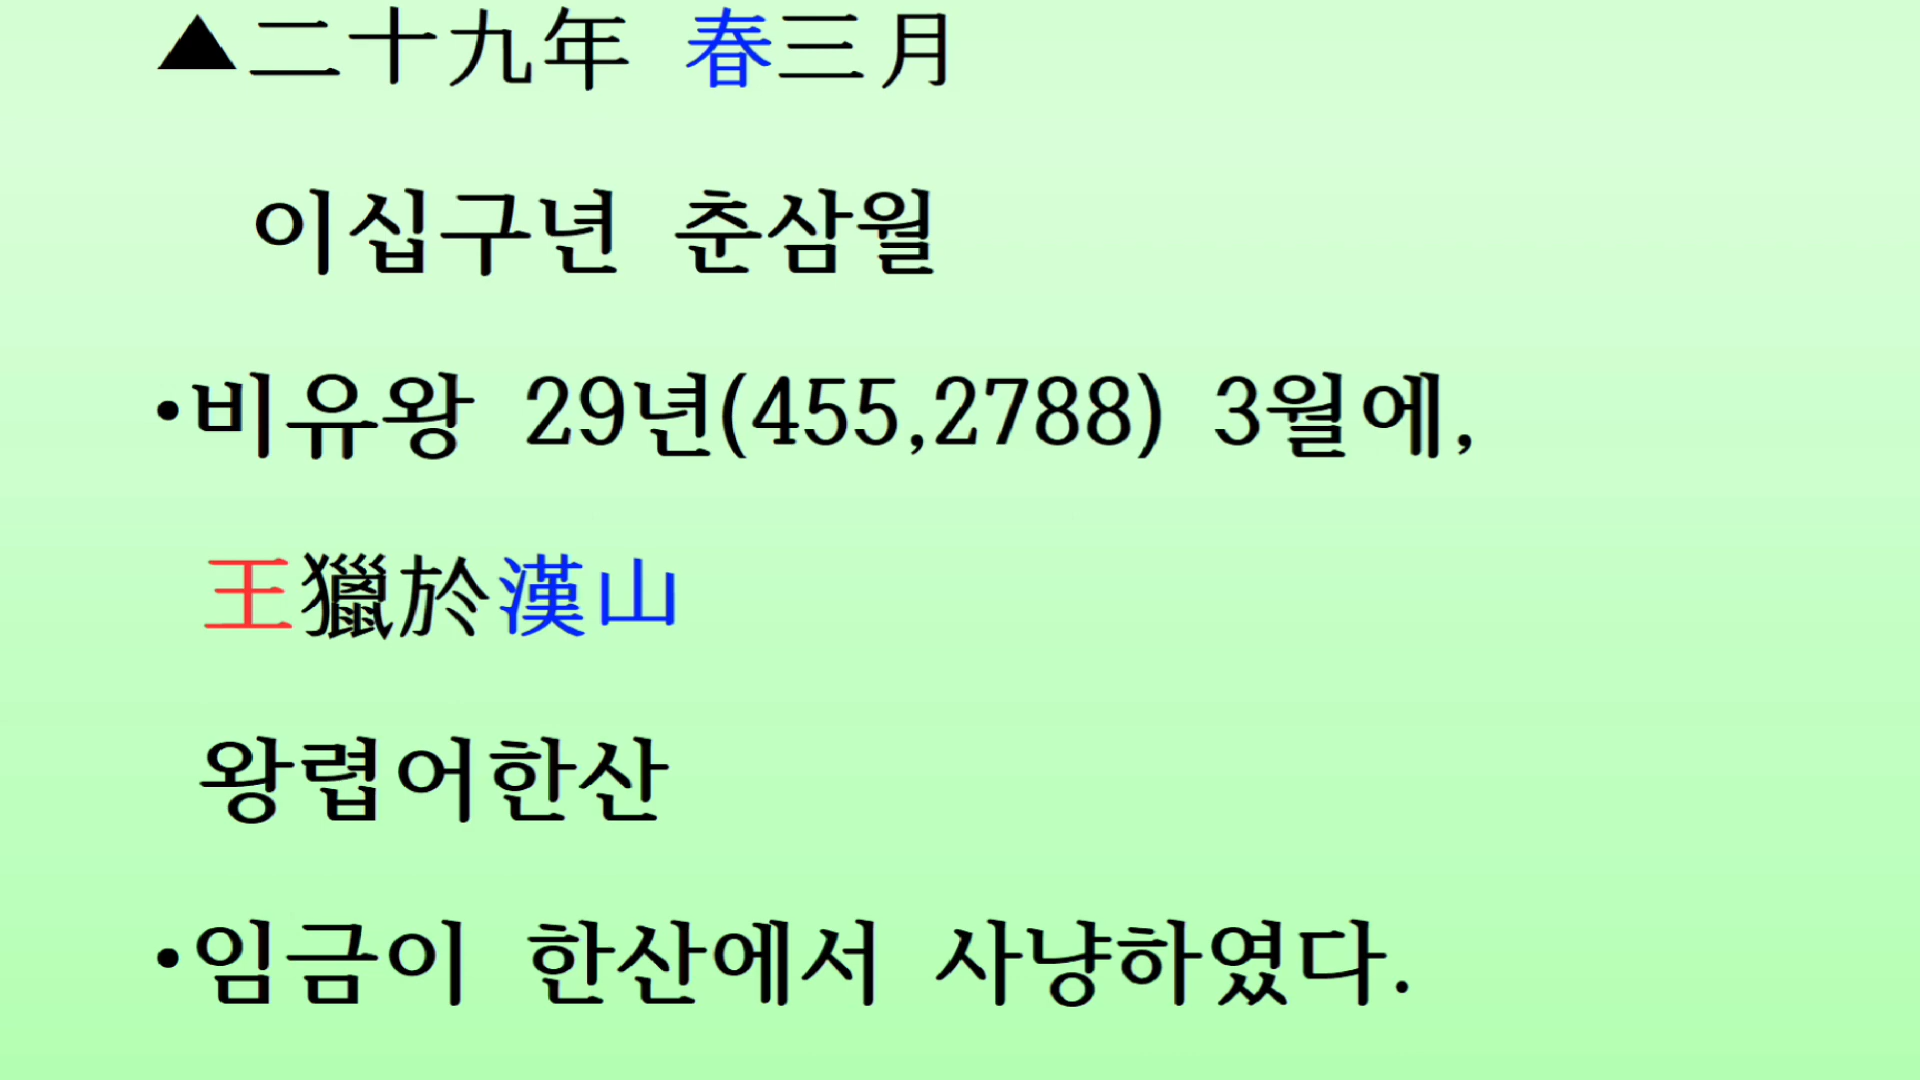 ▲二十九年 春三月
이십구년 춘삼월
•비유왕 29년(455,2788) 3월에,
王獵於漢山
왕렵어한산
•임금이 한산에서 사냥하였다.